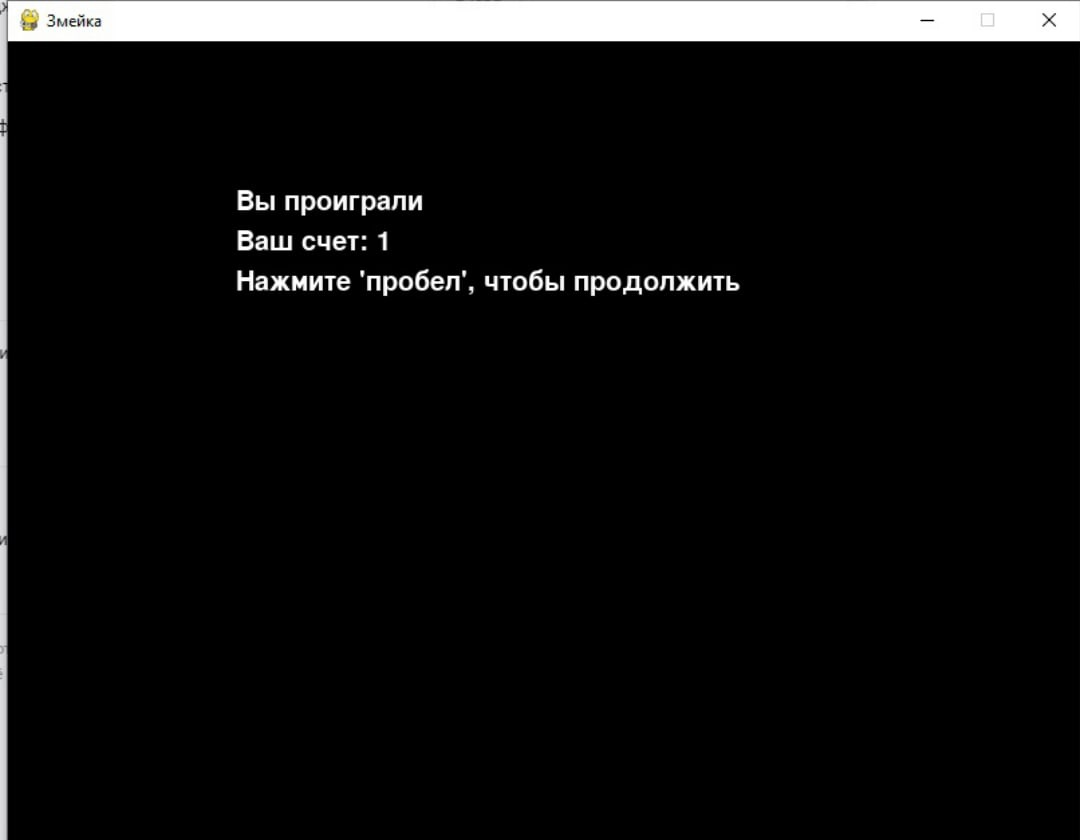 Змейка
Вы проиграли
Ваш счет: 1
Нажмите 'пробел', чтобы продолжить